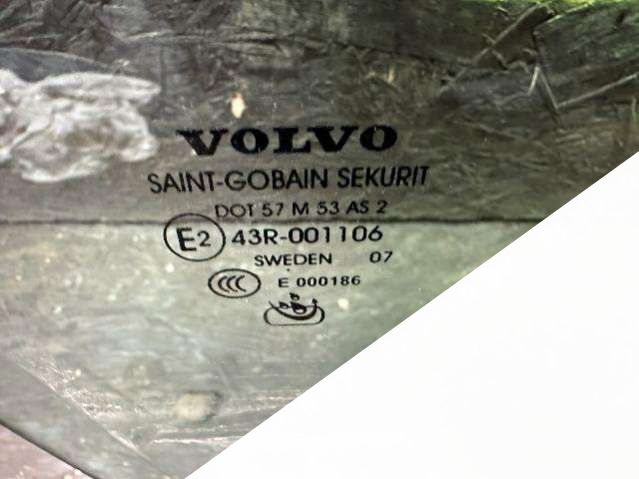 VOLVO
SAINT-GOBAIN SEKURIT
DOT 57 M 53 AS 2
E2 43R-001106
SWEDEN 07
CCC E 000186